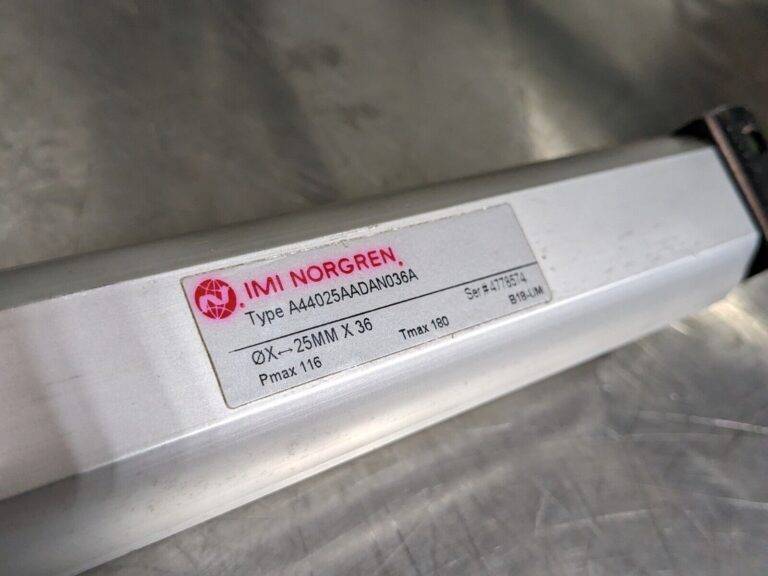 IMI NORGREN.
Type A44025AADAN036A
Ser # 4778574
ØX↔25MM X 36
B18-UM
Pmax 116
Tmax 180